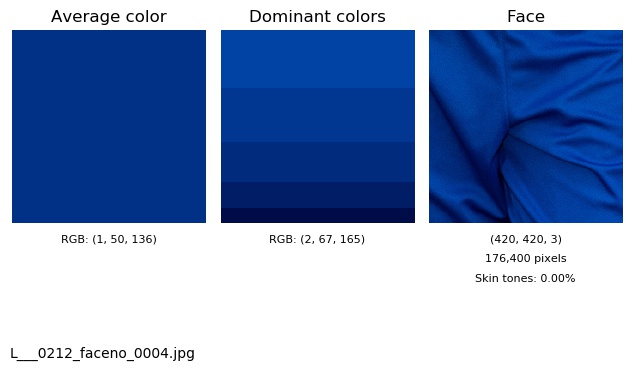 Average color
Dominant colors
Face
RGB: (1, 50, 136)
RGB: (2, 67, 165)
(420, 420, 3)
176,400 pixels
Skin tones: 0.00%
L___0212_faceno_0004.jpg